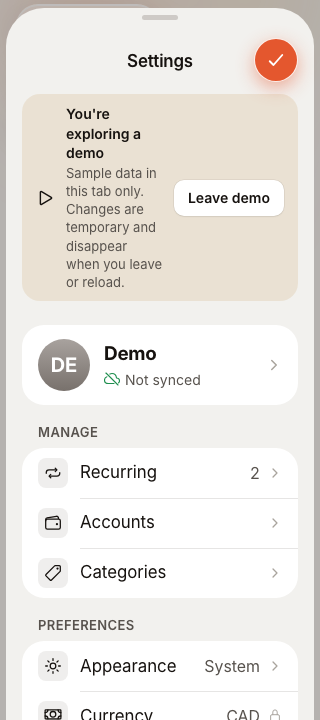 Settings
You're
exploring a
demo
Sample data in
this tab only.
Changes are
temporary and
disappear
when you leave
or reload.
Leave demo
DE
Demo
Not synced
MANAGE
Recurring 2
Accounts
Categories
PREFERENCES
Appearance System
Currency CAD